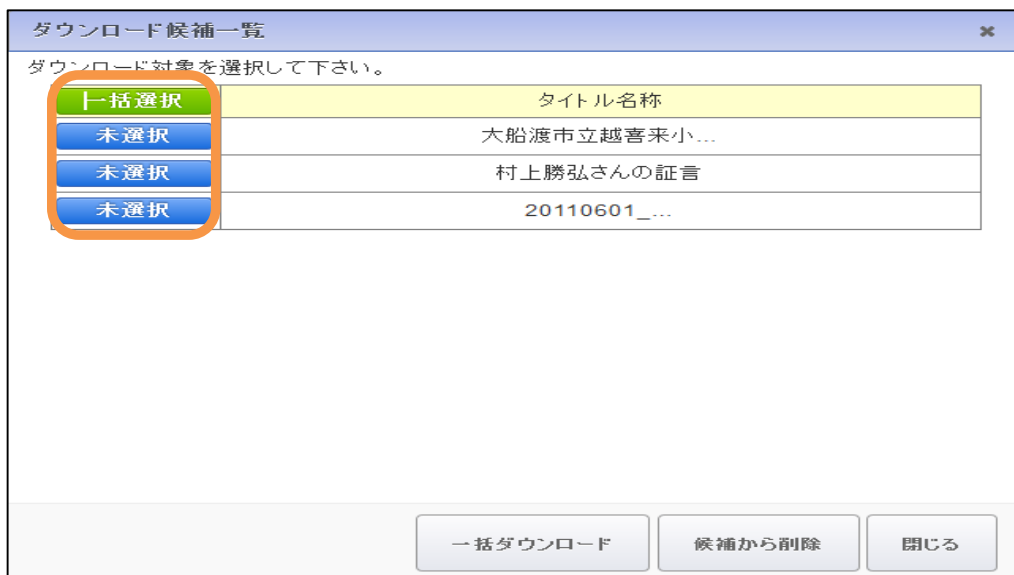 ダウンロード候補一覧
ダウンロード対象を選択して下さい。
一括選択 タイトル名称
未選択 大船渡市立越喜来小...
未選択 村上勝弘さんの証言
未選択 20110601_...
一括ダウンロード 候補から削除 閉じる